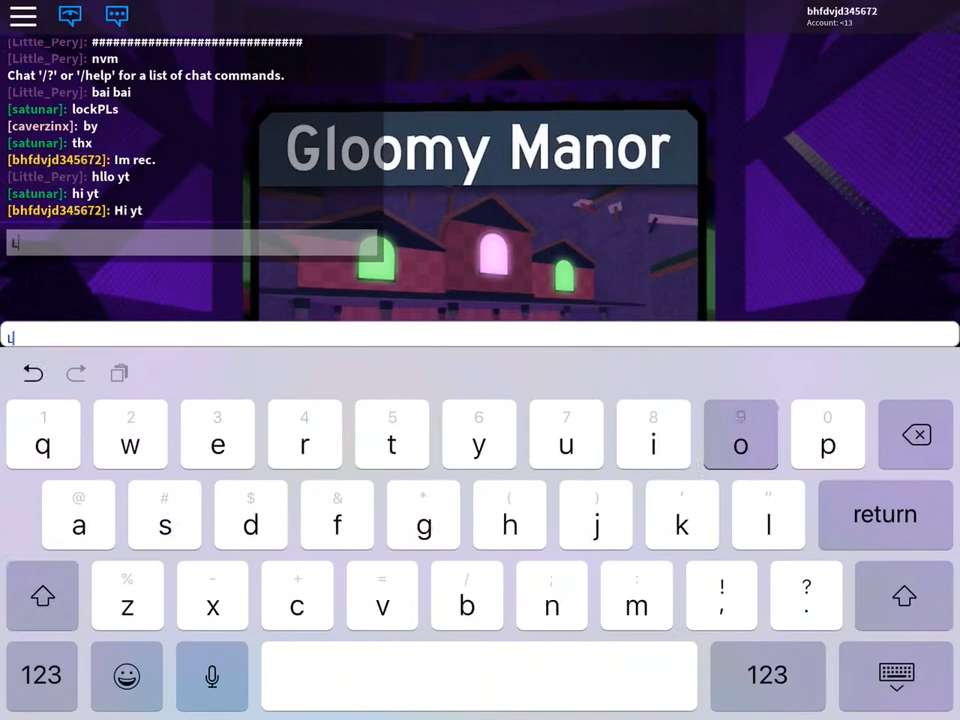 bhfdvjd345672
Account: <13
[Little_Pery]: ##############################
[Little_Pery]: nvm
Chat '/?' or '/help' for a list of chat commands.
[Little_Pery]: bai bai
[satunar]: lockPLs
[caverzinx]: by
[satunar]: thx
[bhfdvjd345672]: Im rec.
[Little_Pery]: hllo yt
[satunar]: hi yt
[bhfdvjd345672]: Hi yt
Gloomy Manor
L
L
1 2 3 4 5 6 7 8 9 0
q w e r t y u i o p
@ # $ & * ( ) ' "
a s d f g h j k l return
% - + = / ; : ! ?
z x c v b n m , .
123 123